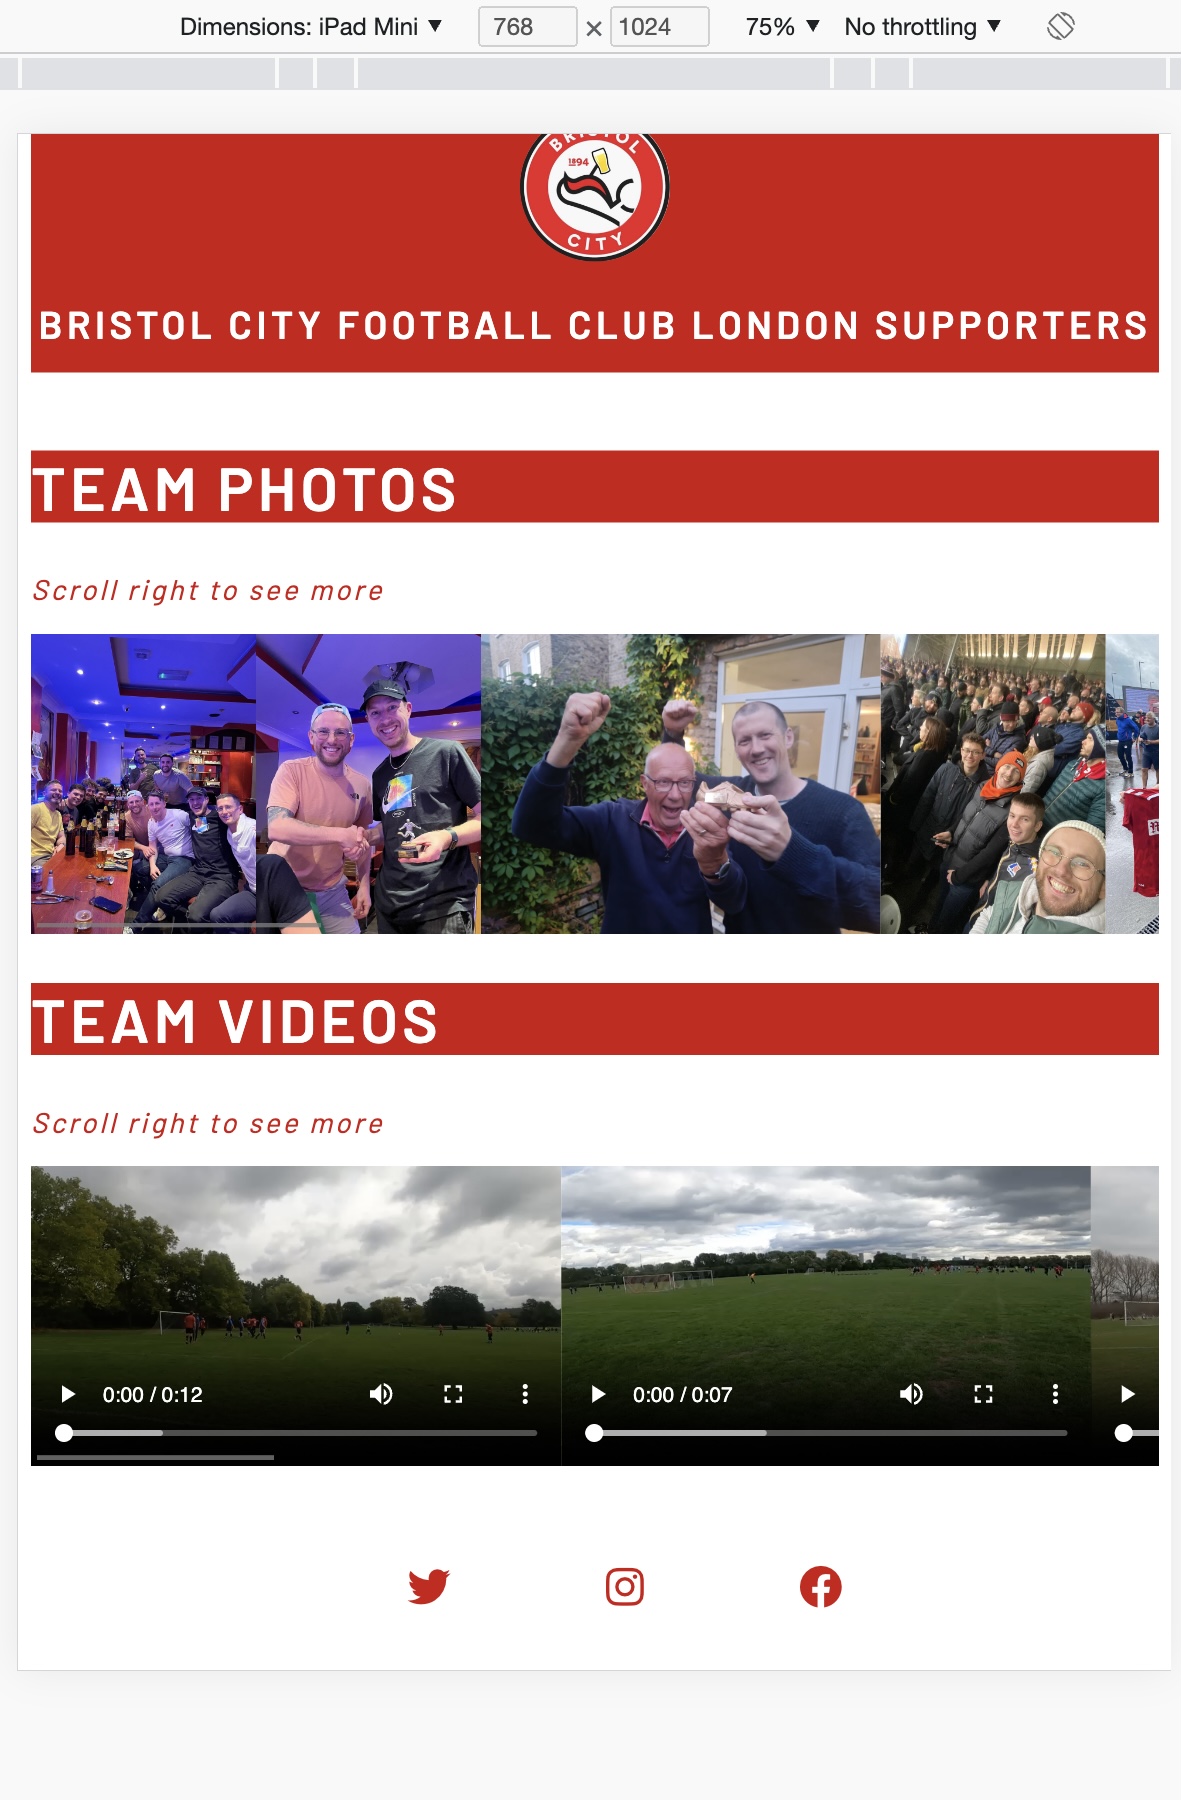 Dimensions: iPad Mini ▼ 768 × 1024 75% ▼ No throttling ▼
BRISTOL
1894
CITY
BRISTOL CITY FOOTBALL CLUB LONDON SUPPORTERS
TEAM PHOTOS
Scroll right to see more
TEAM VIDEOS
Scroll right to see more
0:00 / 0:12
0:00 / 0:07